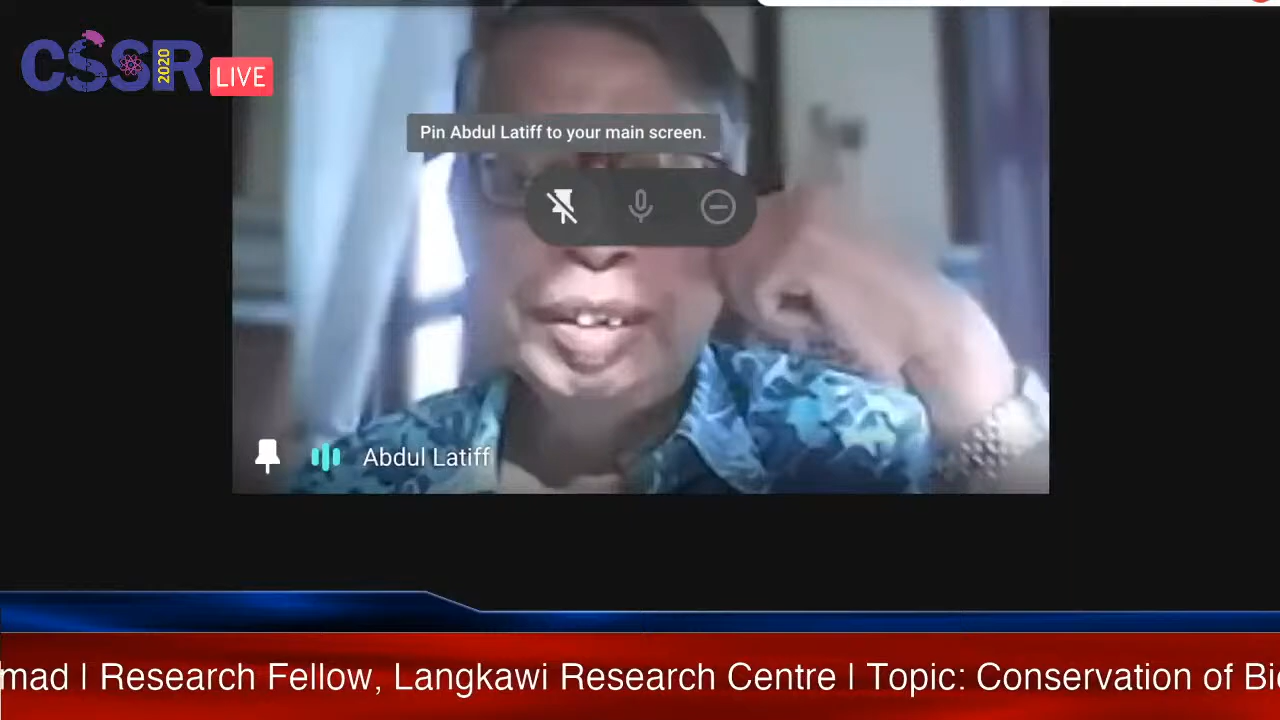 CSSR 2020 LIVE
Pin Abdul Latiff to your main screen.
Abdul Latiff
mad | Research Fellow, Langkawi Research Centre | Topic: Conservation of Bi